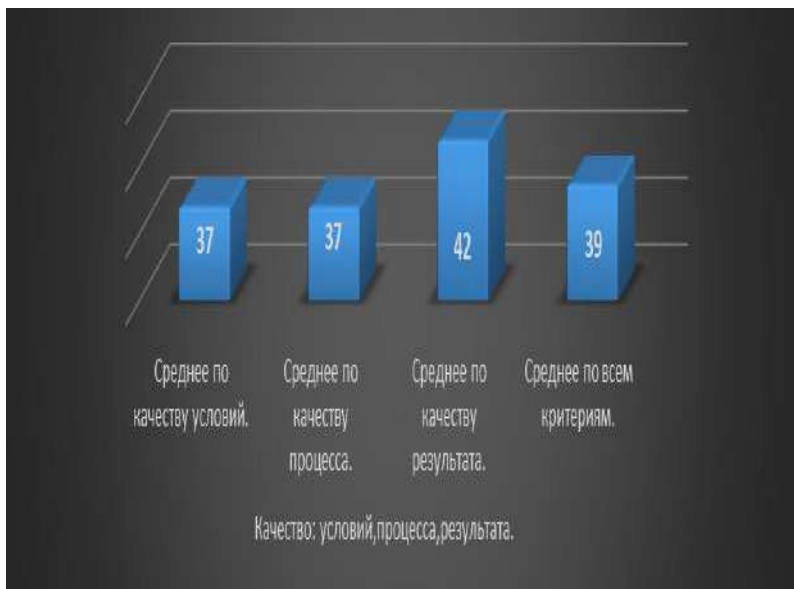 37
37
42
39
Среднее по
качеству условий.
Среднее по
качеству
процесса.
Среднее по
качеству
результата.
Среднее по всем
критериям.
Качество: условий,процесса,результата.